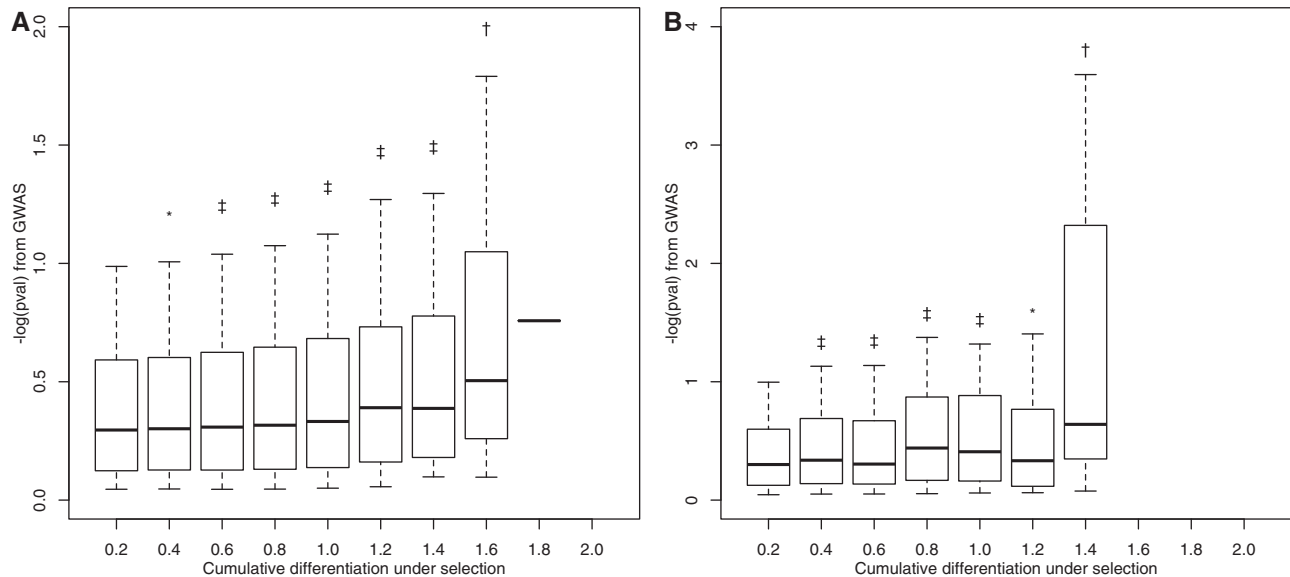 A
2.0
1.5
1.0
0.5
0.0
-log(pval) from GWAS
* ‡ ‡ ‡ ‡ ‡ †
0.2 0.4 0.6 0.8 1.0 1.2 1.4 1.6 1.8 2.0
Cumulative differentiation under selection
B
4
3
2
1
0
-log(pval) from GWAS
‡ ‡ ‡ ‡ * †
0.2 0.4 0.6 0.8 1.0 1.2 1.4 1.6 1.8 2.0
Cumulative differentiation under selection